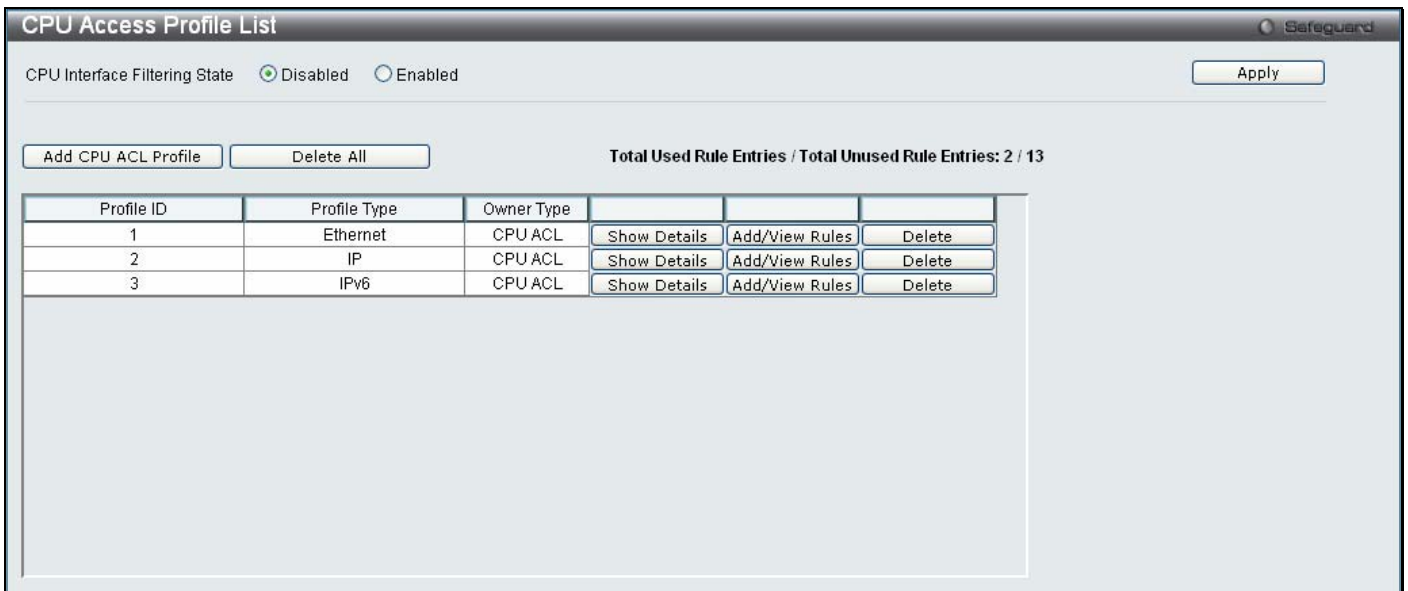 CPU Access Profile List
Safeguard
CPU Interface Filtering State Disabled Enabled Apply
Add CPU ACL Profile Delete All Total Used Rule Entries / Total Unused Rule Entries: 2 / 13
Profile ID Profile Type Owner Type
1 Ethernet CPU ACL Show Details Add/View Rules Delete
2 IP CPU ACL Show Details Add/View Rules Delete
3 IPv6 CPU ACL Show Details Add/View Rules Delete